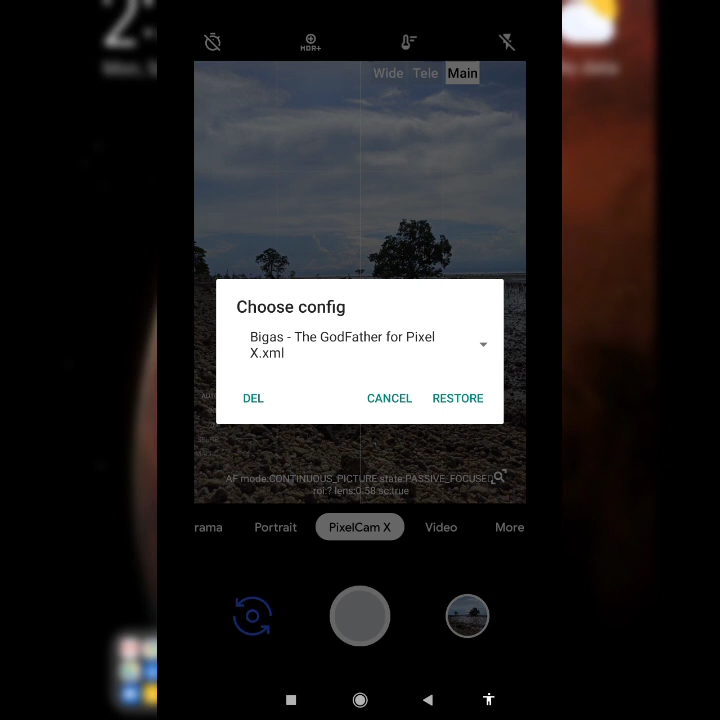 HDR+
Wide Tele Main
Choose config
Bigas - The GodFather for Pixel
X.xml
DEL CANCEL RESTORE
AF mode:CONTINUOUS_PICTURE state:PASSIVE_FOCUSED
roi:? lens:0.58 sc:true
rama Portrait PixelCam X Video More